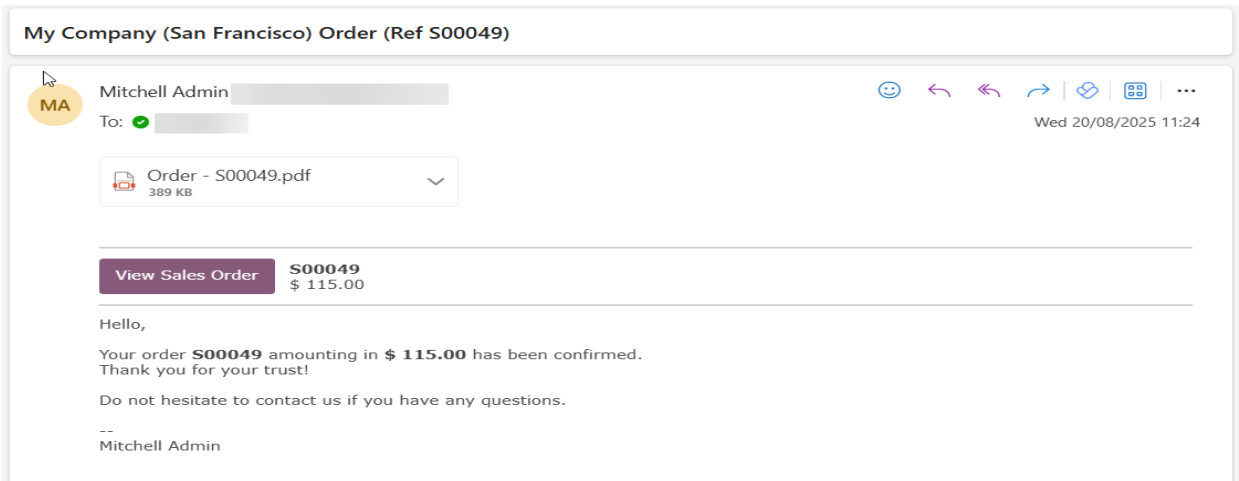 My Company (San Francisco) Order (Ref S00049)
MA
Mitchell Admin
To:
Wed 20/08/2025 11:24
Order - S00049.pdf
389 KB
View Sales Order
S00049
$ 115.00
Hello,
Your order S00049 amounting in $ 115.00 has been confirmed.
Thank you for your trust!
Do not hesitate to contact us if you have any questions.
--
Mitchell Admin